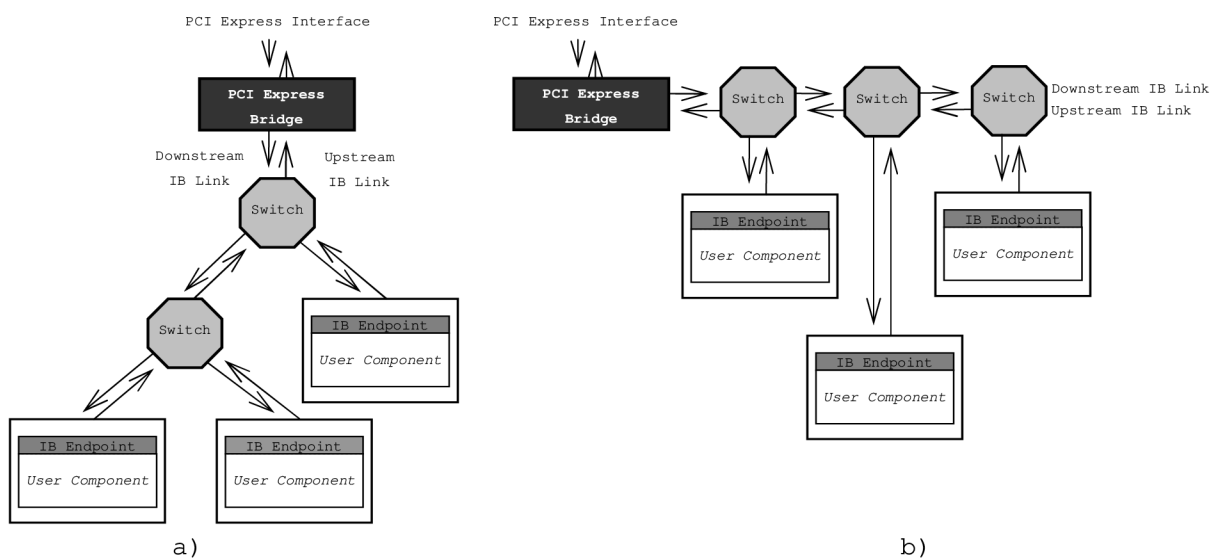 PCI Express Interface
PCI Express
Bridge
Downstream
IB Link
Upstream
IB Link
Switch
Switch
IB Endpoint
User Component
IB Endpoint
User Component
IB Endpoint
User Component
a)
PCI Express Interface
PCI Express
Bridge
Switch
Switch
Switch
Downstream IB Link
Upstream IB Link
IB Endpoint
User Component
IB Endpoint
User Component
IB Endpoint
User Component
b)